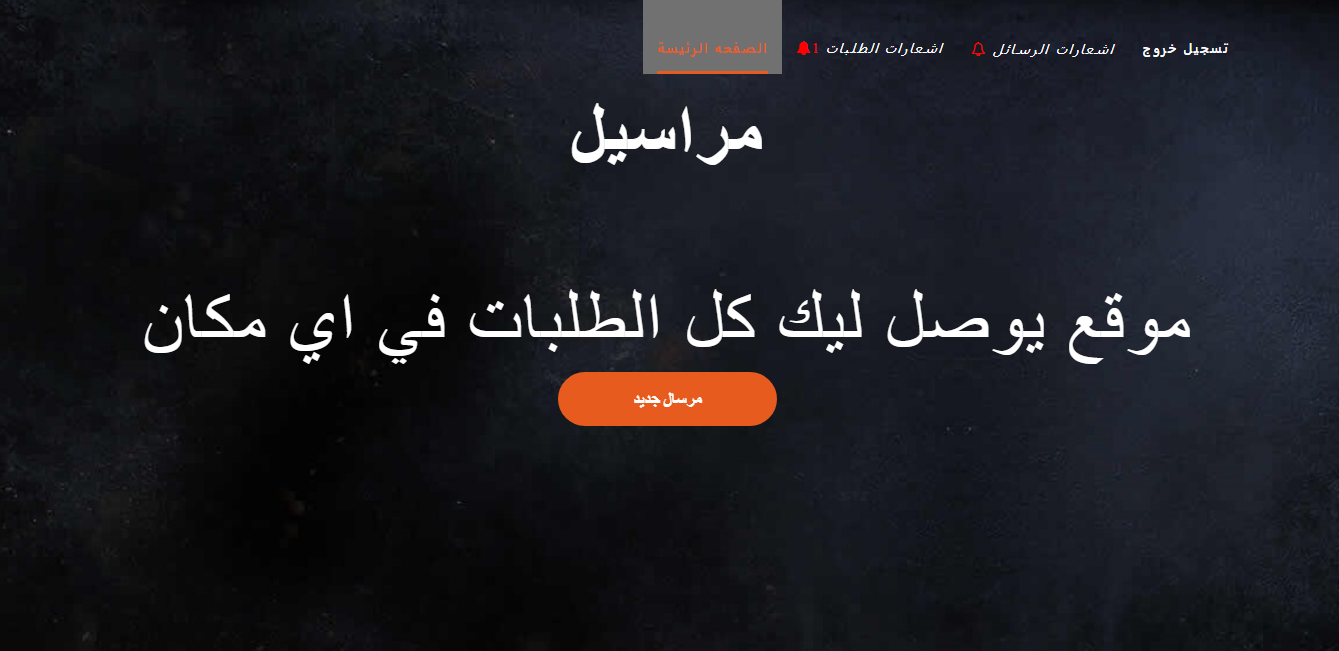 تسجيل خروج
اشعارات الرسائل
اشعارات الطلبات 1
الصفحه الرئيسة
مراسيل
موقع يوصل ليك كل الطلبات في اي مكان
مرسال جديد